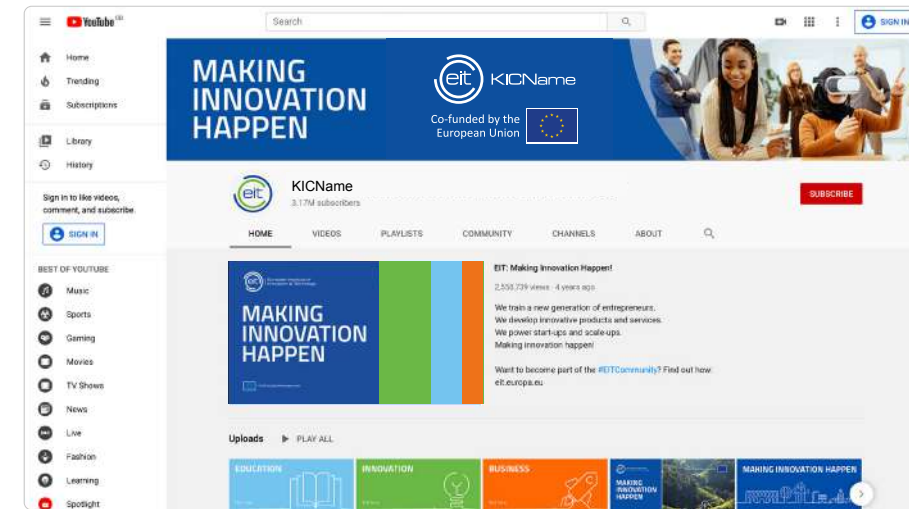 YouTube
Search
SIGN IN
Home
Trending
Subscriptions
Library
History
Sign in to like videos,
comment, and subscribe.
SIGN IN
BEST OF YOUTUBE
Music
Sports
Gaming
Movies
TV Shows
News
Live
Fashion
Learning
Spotlight
MAKING
INNOVATION
HAPPEN
eit KICName
Co-funded by the
European Union
eit
KICName
3.17M subscribers
SUBSCRIBE
HOME VIDEOS PLAYLISTS COMMUNITY CHANNELS ABOUT
eit
MAKING
INNOVATION
HAPPEN
EIT: Making Innovation Happen!
2,558,739 views · 4 years ago
We train a new generation of entrepreneurs.
We develop innovative products and services.
We power start-ups and scale-ups.
Making innovation happen!
Want to become part of the #EITCommunity? Find out how:
eit.europa.eu
Uploads PLAY ALL
EDUCATION
INNOVATION
BUSINESS
MAKING
INNOVATION
HAPPEN
MAKING INNOVATION HAPPEN